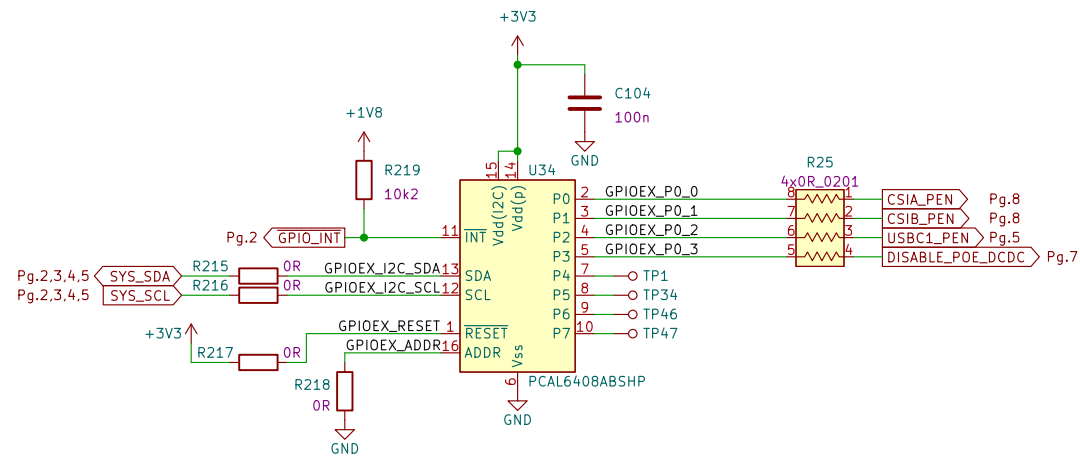 +3V3
C104
100n
GND
+1V8
R219
10k2
15
14
U34
Vdd(I2C)
Vdd(p)
R25
4x0R_0201
P0 2 GPIOEX_P0_0 8 1 CSIA_PEN Pg.8
P1 3 GPIOEX_P0_1 7 2 CSIB_PEN Pg.8
Pg.2 GPIO_INT 11 INT P2 4 GPIOEX_P0_2 6 3 USBC1_PEN Pg.5
P3 5 GPIOEX_P0_3 5 4 DISABLE_POE_DCDC Pg.7
Pg.2,3,4,5 SYS_SDA R215 0R GPIOEX_I2C_SDA 13 SDA P4 7 TP1
Pg.2,3,4,5 SYS_SCL R216 0R GPIOEX_I2C_SCL 12 SCL P5 8 TP34
P6 9 TP46
+3V3 GPIOEX_RESET 1 RESET P7 10 TP47
R217 0R GPIOEX_ADDR 16 ADDR
Vss
6
PCAL6408ABSHP
R218
0R
GND
GND